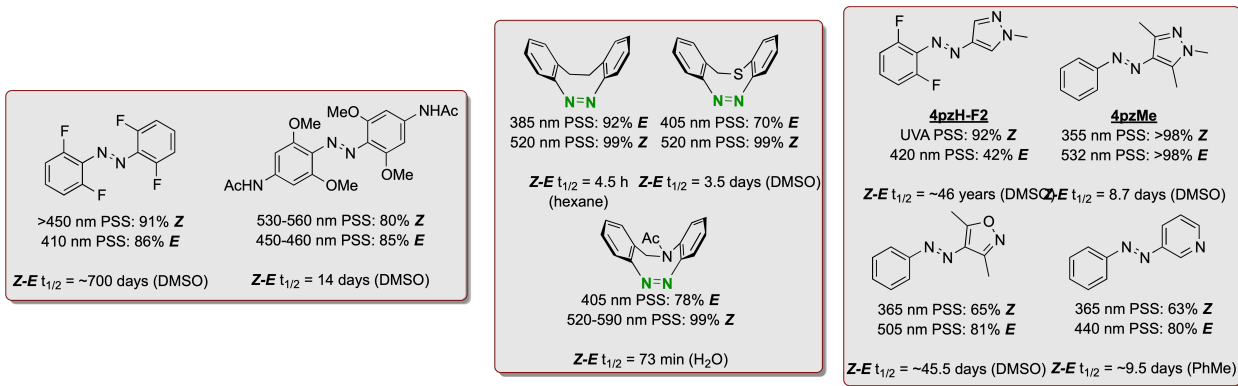 F
F
F
F
N
N
>450 nm PSS: 91% Z
410 nm PSS: 86% E
Z-E t1/2 = ~700 days (DMSO)
NHAc
MeO
OMe
N
N
OMe
OMe
AcHN
530-560 nm PSS: 80% Z
450-460 nm PSS: 85% E
Z-E t1/2 = 14 days (DMSO)
N=N
385 nm PSS: 92% E
520 nm PSS: 99% Z
Z-E t1/2 = 4.5 h
(hexane)
S
N=N
405 nm PSS: 70% E
520 nm PSS: 99% Z
Z-E t1/2 = 3.5 days (DMSO)
Ac
N
N=N
405 nm PSS: 78% E
520-590 nm PSS: 99% Z
Z-E t1/2 = 73 min (H2O)
F
N
N
N
N
F
4pzH-F2
UVA PSS: 92% Z
420 nm PSS: 42% E
Z-E t1/2 = ~46 years (DMSO)
N
N
N
N
4pzMe
355 nm PSS: >98% Z
532 nm PSS: >98% E
Z-E t1/2 = 8.7 days (DMSO)
O
N
N
N
365 nm PSS: 65% Z
505 nm PSS: 81% E
Z-E t1/2 = ~45.5 days (DMSO)
N
N
N
365 nm PSS: 63% Z
440 nm PSS: 80% E
Z-E t1/2 = ~9.5 days (PhMe)